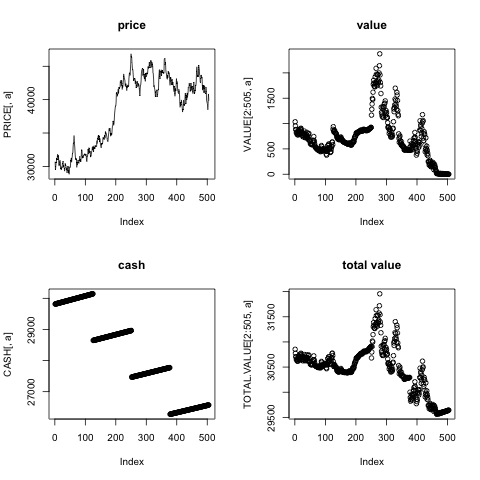 price
PRICE[, a]
30000 40000
0 100 200 300 400 500
Index
value
VALUE[2:505, a]
0 500 1500
0 100 200 300 400 500
Index
cash
CASH[, a]
27000 29000
0 100 200 300 400 500
Index
total value
TOTAL.VALUE[2:505, a]
29500 30500 31500
0 100 200 300 400 500
Index